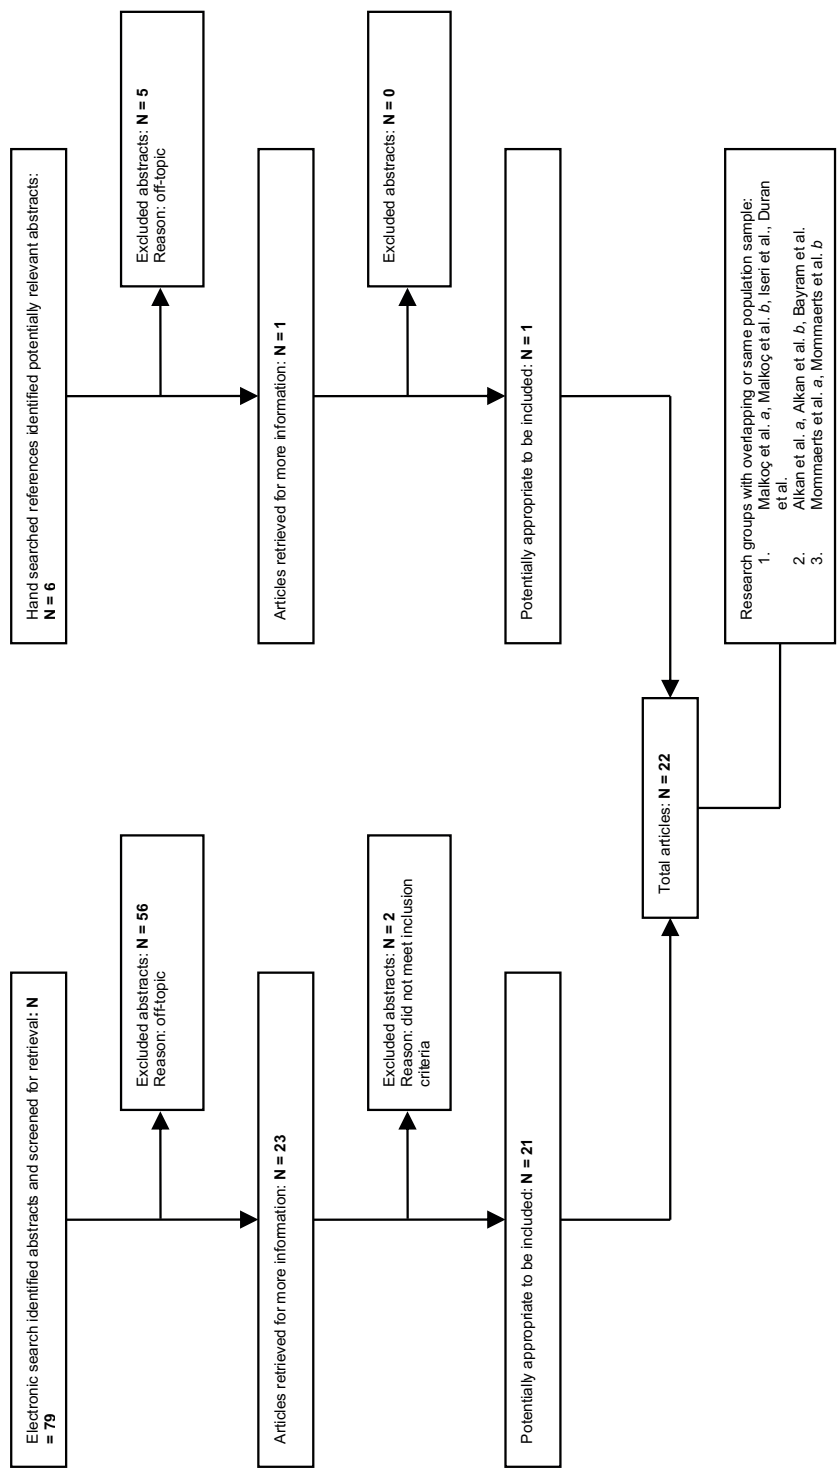 Electronic search identified abstracts and screened for retrieval: N
= 79
Excluded abstracts: N = 56
Reason: off-topic
Articles retrieved for more information: N = 23
Excluded abstracts: N = 2
Reason: did not meet inclusion
criteria
Potentially appropriate to be included: N = 21
Hand searched references identified potentially relevant abstracts:
N = 6
Excluded abstracts: N = 5
Reason: off-topic
Articles retrieved for more information: N = 1
Excluded abstracts: N = 0
Potentially appropriate to be included: N = 1
Total articles: N = 22
Research groups with overlapping or same population sample:
1. Malkoç et al. a, Malkoç et al. b, Iseri et al., Duran
et al.
2. Alkan et al. a, Alkan et al. b, Bayram et al.
3. Mommaerts et al. a, Mommaerts et al. b